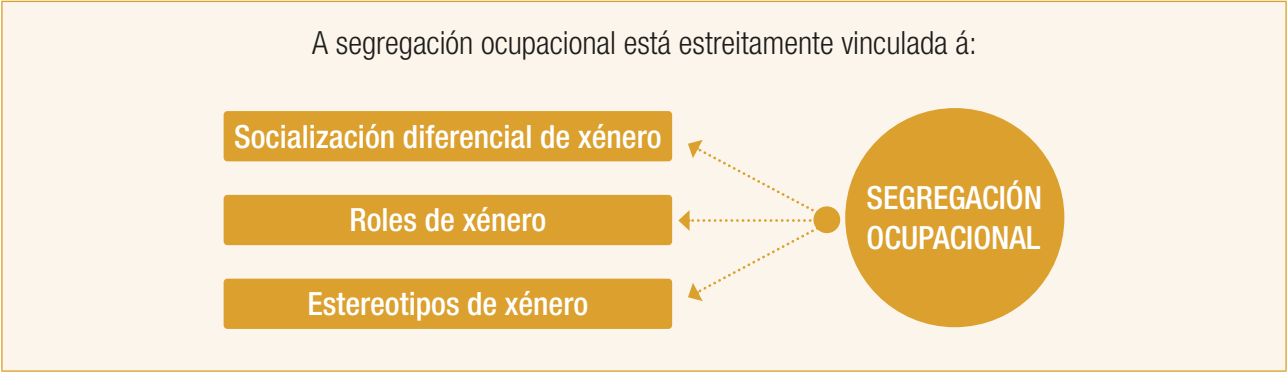 A segregación ocupacional está estreitamente vinculada á:
Socialización diferencial de xénero
Roles de xénero
Estereotipos de xénero
SEGREGACIÓN
OCUPACIONAL